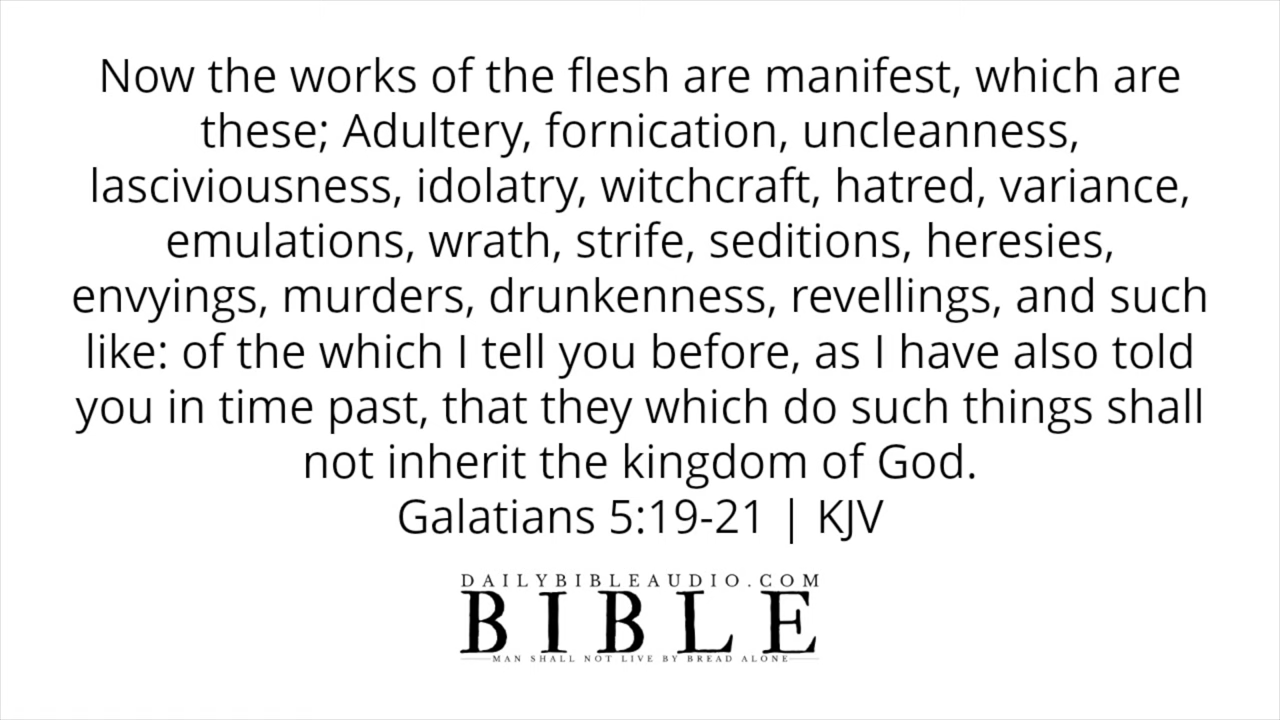 Now the works of the flesh are manifest, which are
these; Adultery, fornication, uncleanness,
lasciviousness, idolatry, witchcraft, hatred, variance,
emulations, wrath, strife, seditions, heresies,
envyings, murders, drunkenness, revellings, and such
like: of the which I tell you before, as I have also told
you in time past, that they which do such things shall
not inherit the kingdom of God.
Galatians 5:19-21 | KJV
DAILYBIBLEAUDIO.COM
BIBLE
MAN SHALL NOT LIVE BY BREAD ALONE